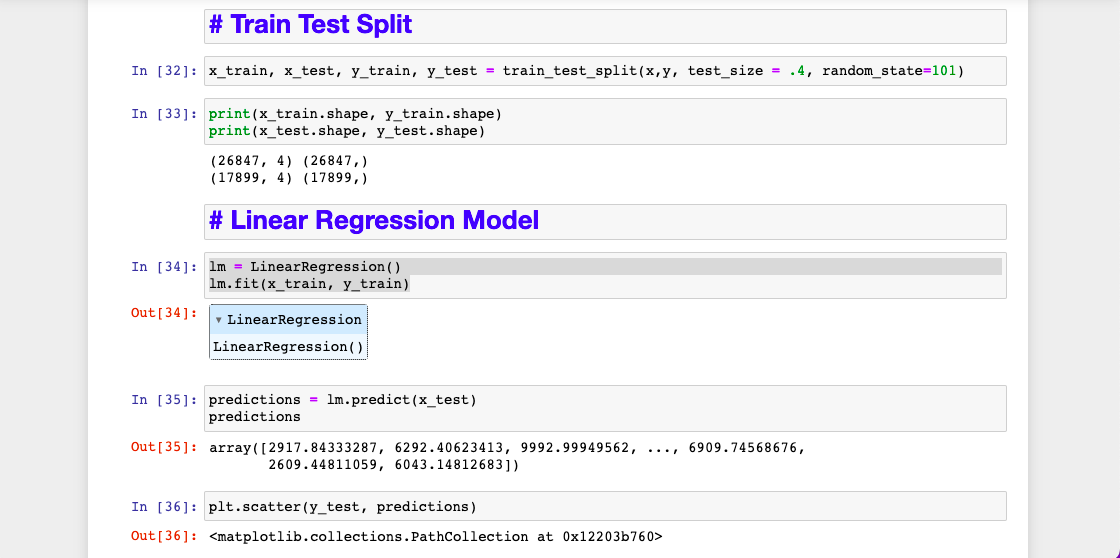 # Train Test Split
In [32]: x_train, x_test, y_train, y_test = train_test_split(x,y, test_size = .4, random_state=101)
In [33]: print(x_train.shape, y_train.shape)
print(x_test.shape, y_test.shape)
(26847, 4) (26847,)
(17899, 4) (17899,)
# Linear Regression Model
In [34]: lm = LinearRegression()
lm.fit(x_train, y_train)
Out[34]: ▾ LinearRegression
LinearRegression()
In [35]: predictions = lm.predict(x_test)
predictions
Out[35]: array([2917.84333287, 6292.40623413, 9992.99949562, ..., 6909.74568676,
2609.44811059, 6043.14812683])
In [36]: plt.scatter(y_test, predictions)
Out[36]: <matplotlib.collections.PathCollection at 0x12203b760>